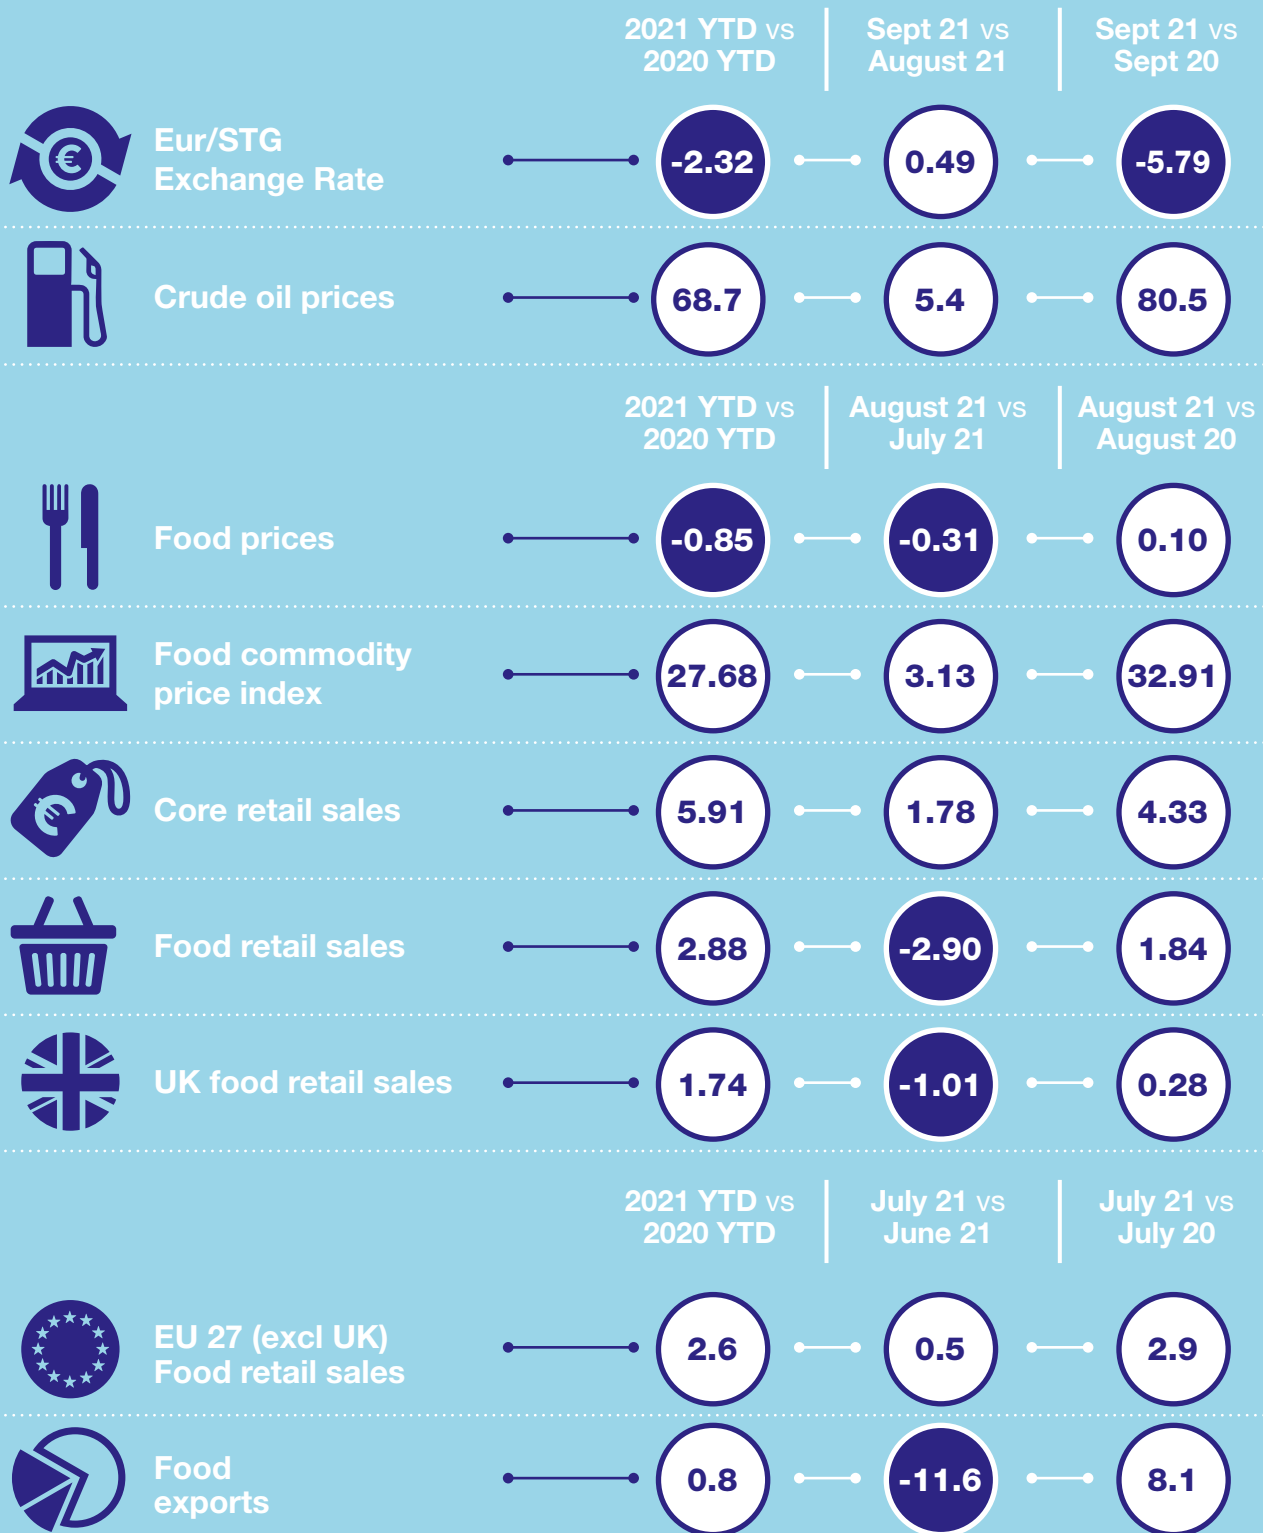 2021 YTD vs
2020 YTD
Sept 21 vs
August 21
Sept 21 vs
Sept 20
€
Eur/STG
Exchange Rate
-2.32
0.49
-5.79
Crude oil prices
68.7
5.4
80.5
2021 YTD vs
2020 YTD
August 21 vs
July 21
August 21 vs
August 20
Food prices
-0.85
-0.31
0.10
Food commodity
price index
27.68
3.13
32.91
€
Core retail sales
5.91
1.78
4.33
Food retail sales
2.88
-2.90
1.84
UK food retail sales
1.74
-1.01
0.28
2021 YTD vs
2020 YTD
July 21 vs
June 21
July 21 vs
July 20
EU 27 (excl UK)
Food retail sales
2.6
0.5
2.9
Food
exports
0.8
-11.6
8.1